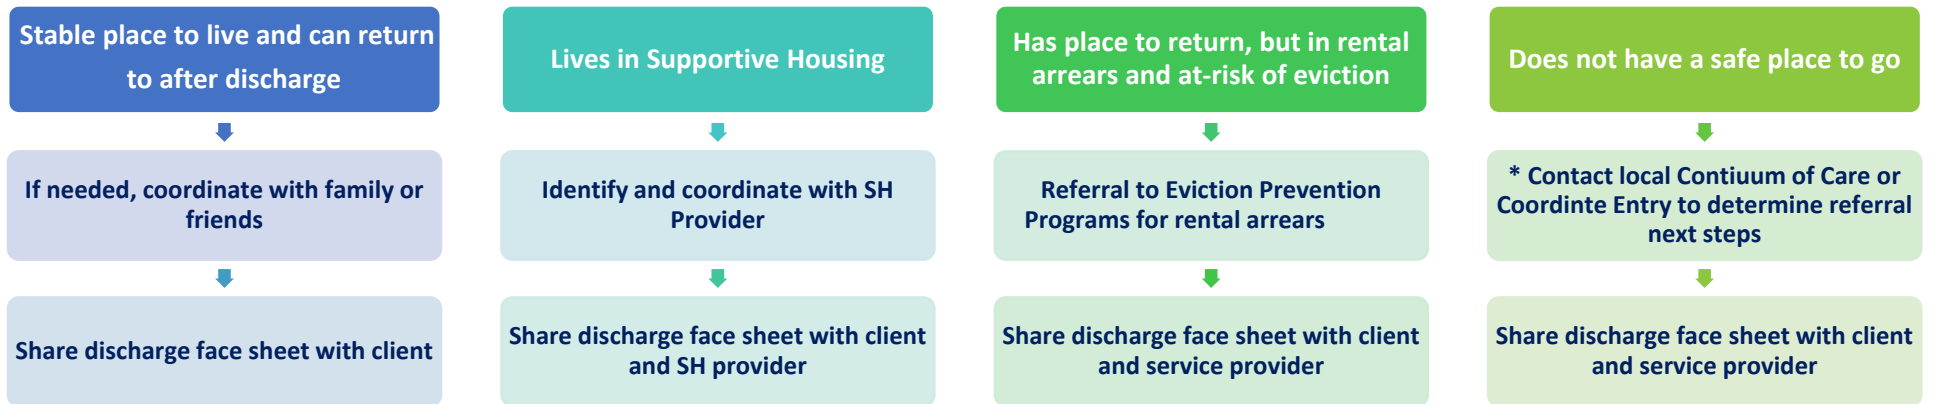 Stable place to live and can return
to after discharge
If needed, coordinate with family or
friends
Share discharge face sheet with client
Lives in Supportive Housing
Identify and coordinate with SH
Provider
Share discharge face sheet with client
and SH provider
Has place to return, but in rental
arrears and at-risk of eviction
Referral to Eviction Prevention
Programs for rental arrears
Share discharge face sheet with client
and service provider
Does not have a safe place to go
* Contact local Contiuum of Care or
Coordinte Entry to determine referral
next steps
Share discharge face sheet with client
and service provider